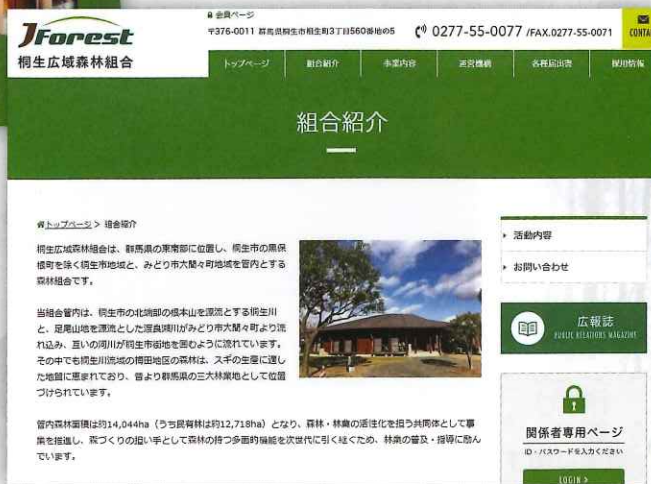 JForest
桐生広域森林組合
会員ページ
〒376-0011 群馬県桐生市相生町3丁目560番地の5
0277-55-0077 /FAX.0277-55-0071
CONTA
トップページ
組合紹介
事業内容
運営機構
各種届出書
採用情報
組合紹介
トップページ > 組合紹介
桐生広域森林組合は、群馬県の東南部に位置し、桐生市の黒保
根町を除く桐生市地域と、みどり市大間々町地域を管内とする
森林組合です。
当組合管内は、桐生市の北端部の根本山を源流とする桐生川
と、足尾山地を源流とした渡良瀬川がみどり市大間々町より流
れ込み、互いの河川が桐生市街地を囲むように流れています。
その中でも桐生川流域の梅田地区の森林は、スギの生育に適し
た地質に恵まれており、昔より群馬県の三大林業地として位置
づけられています。
管内森林面積は約14,044ha（うち民有林は約12,718ha）となり、森林・林業の活性化を担う共同体として事
業を推進し、森づくりの担い手として森林の持つ多面的機能を次世代に引く継ぐため、林業の普及・指導に励ん
でいます。
活動内容
お問い合わせ
広報誌
PUBLIC RELATIONS MAGAZINE
関係者専用ページ
ID・パスワードを入力ください
LOGIN >